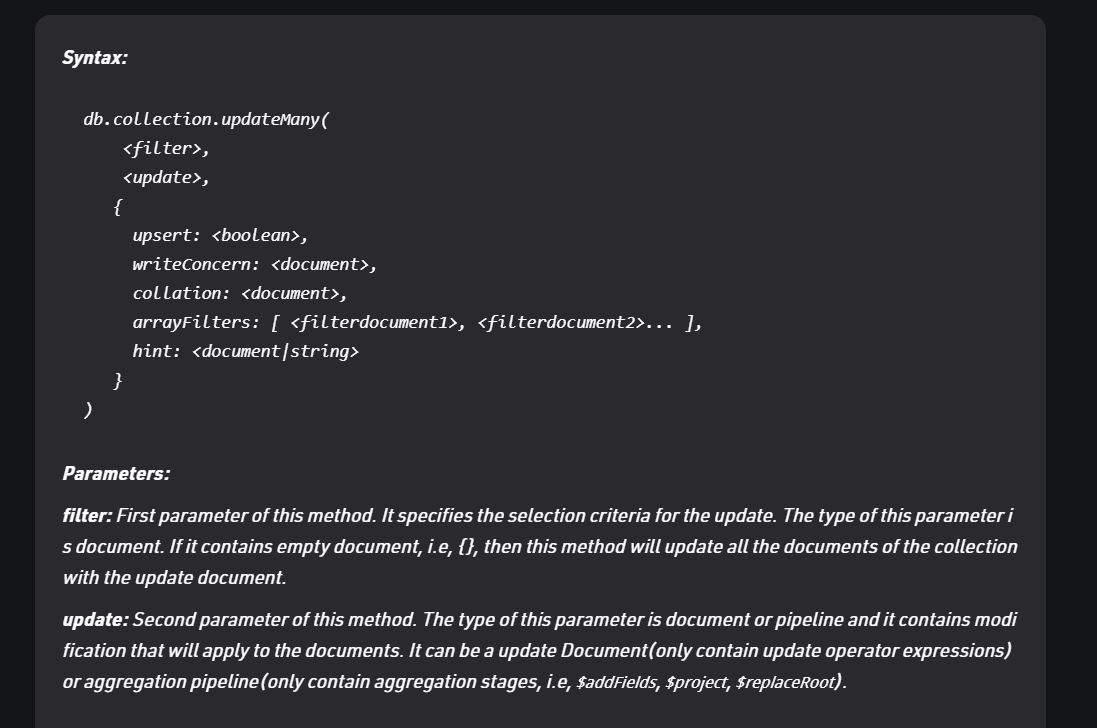 Syntax:
db.collection.updateMany(
<filter>,
<update>,
{
upsert: <boolean>,
writeConcern: <document>,
collation: <document>,
arrayFilters: [ <filterdocument1>, <filterdocument2>... ],
hint: <document|string>
}
)
Parameters:
filter: First parameter of this method. It specifies the selection criteria for the update. The type of this parameter i
s document. If it contains empty document, i.e, {}, then this method will update all the documents of the collection
with the update document.
update: Second parameter of this method. The type of this parameter is document or pipeline and it contains modi
fication that will apply to the documents. It can be a update Document(only contain update operator expressions)
or aggregation pipeline(only contain aggregation stages, i.e, $addFields, $project, $replaceRoot).